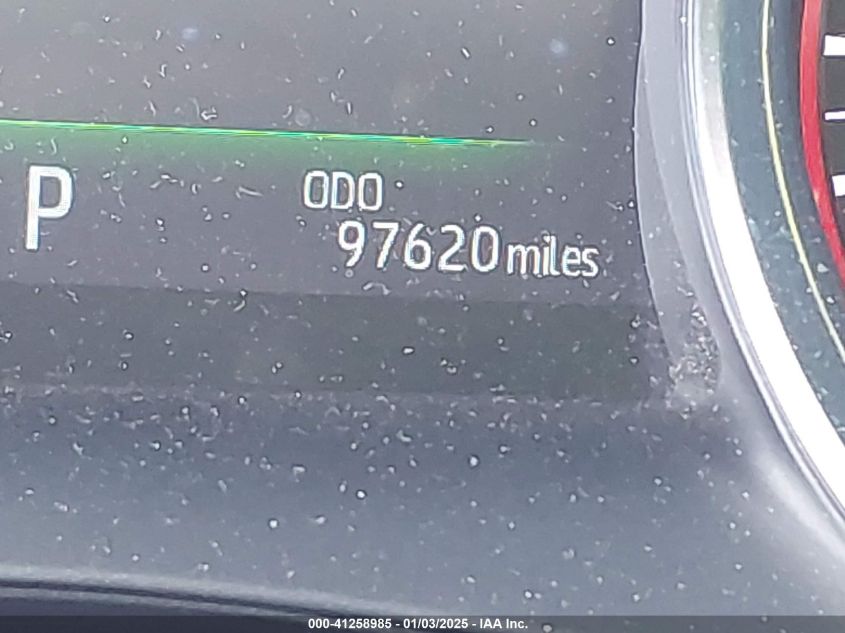 P
ODO
97620 miles
000-41258985 - 01/03/2025 - IAA Inc.